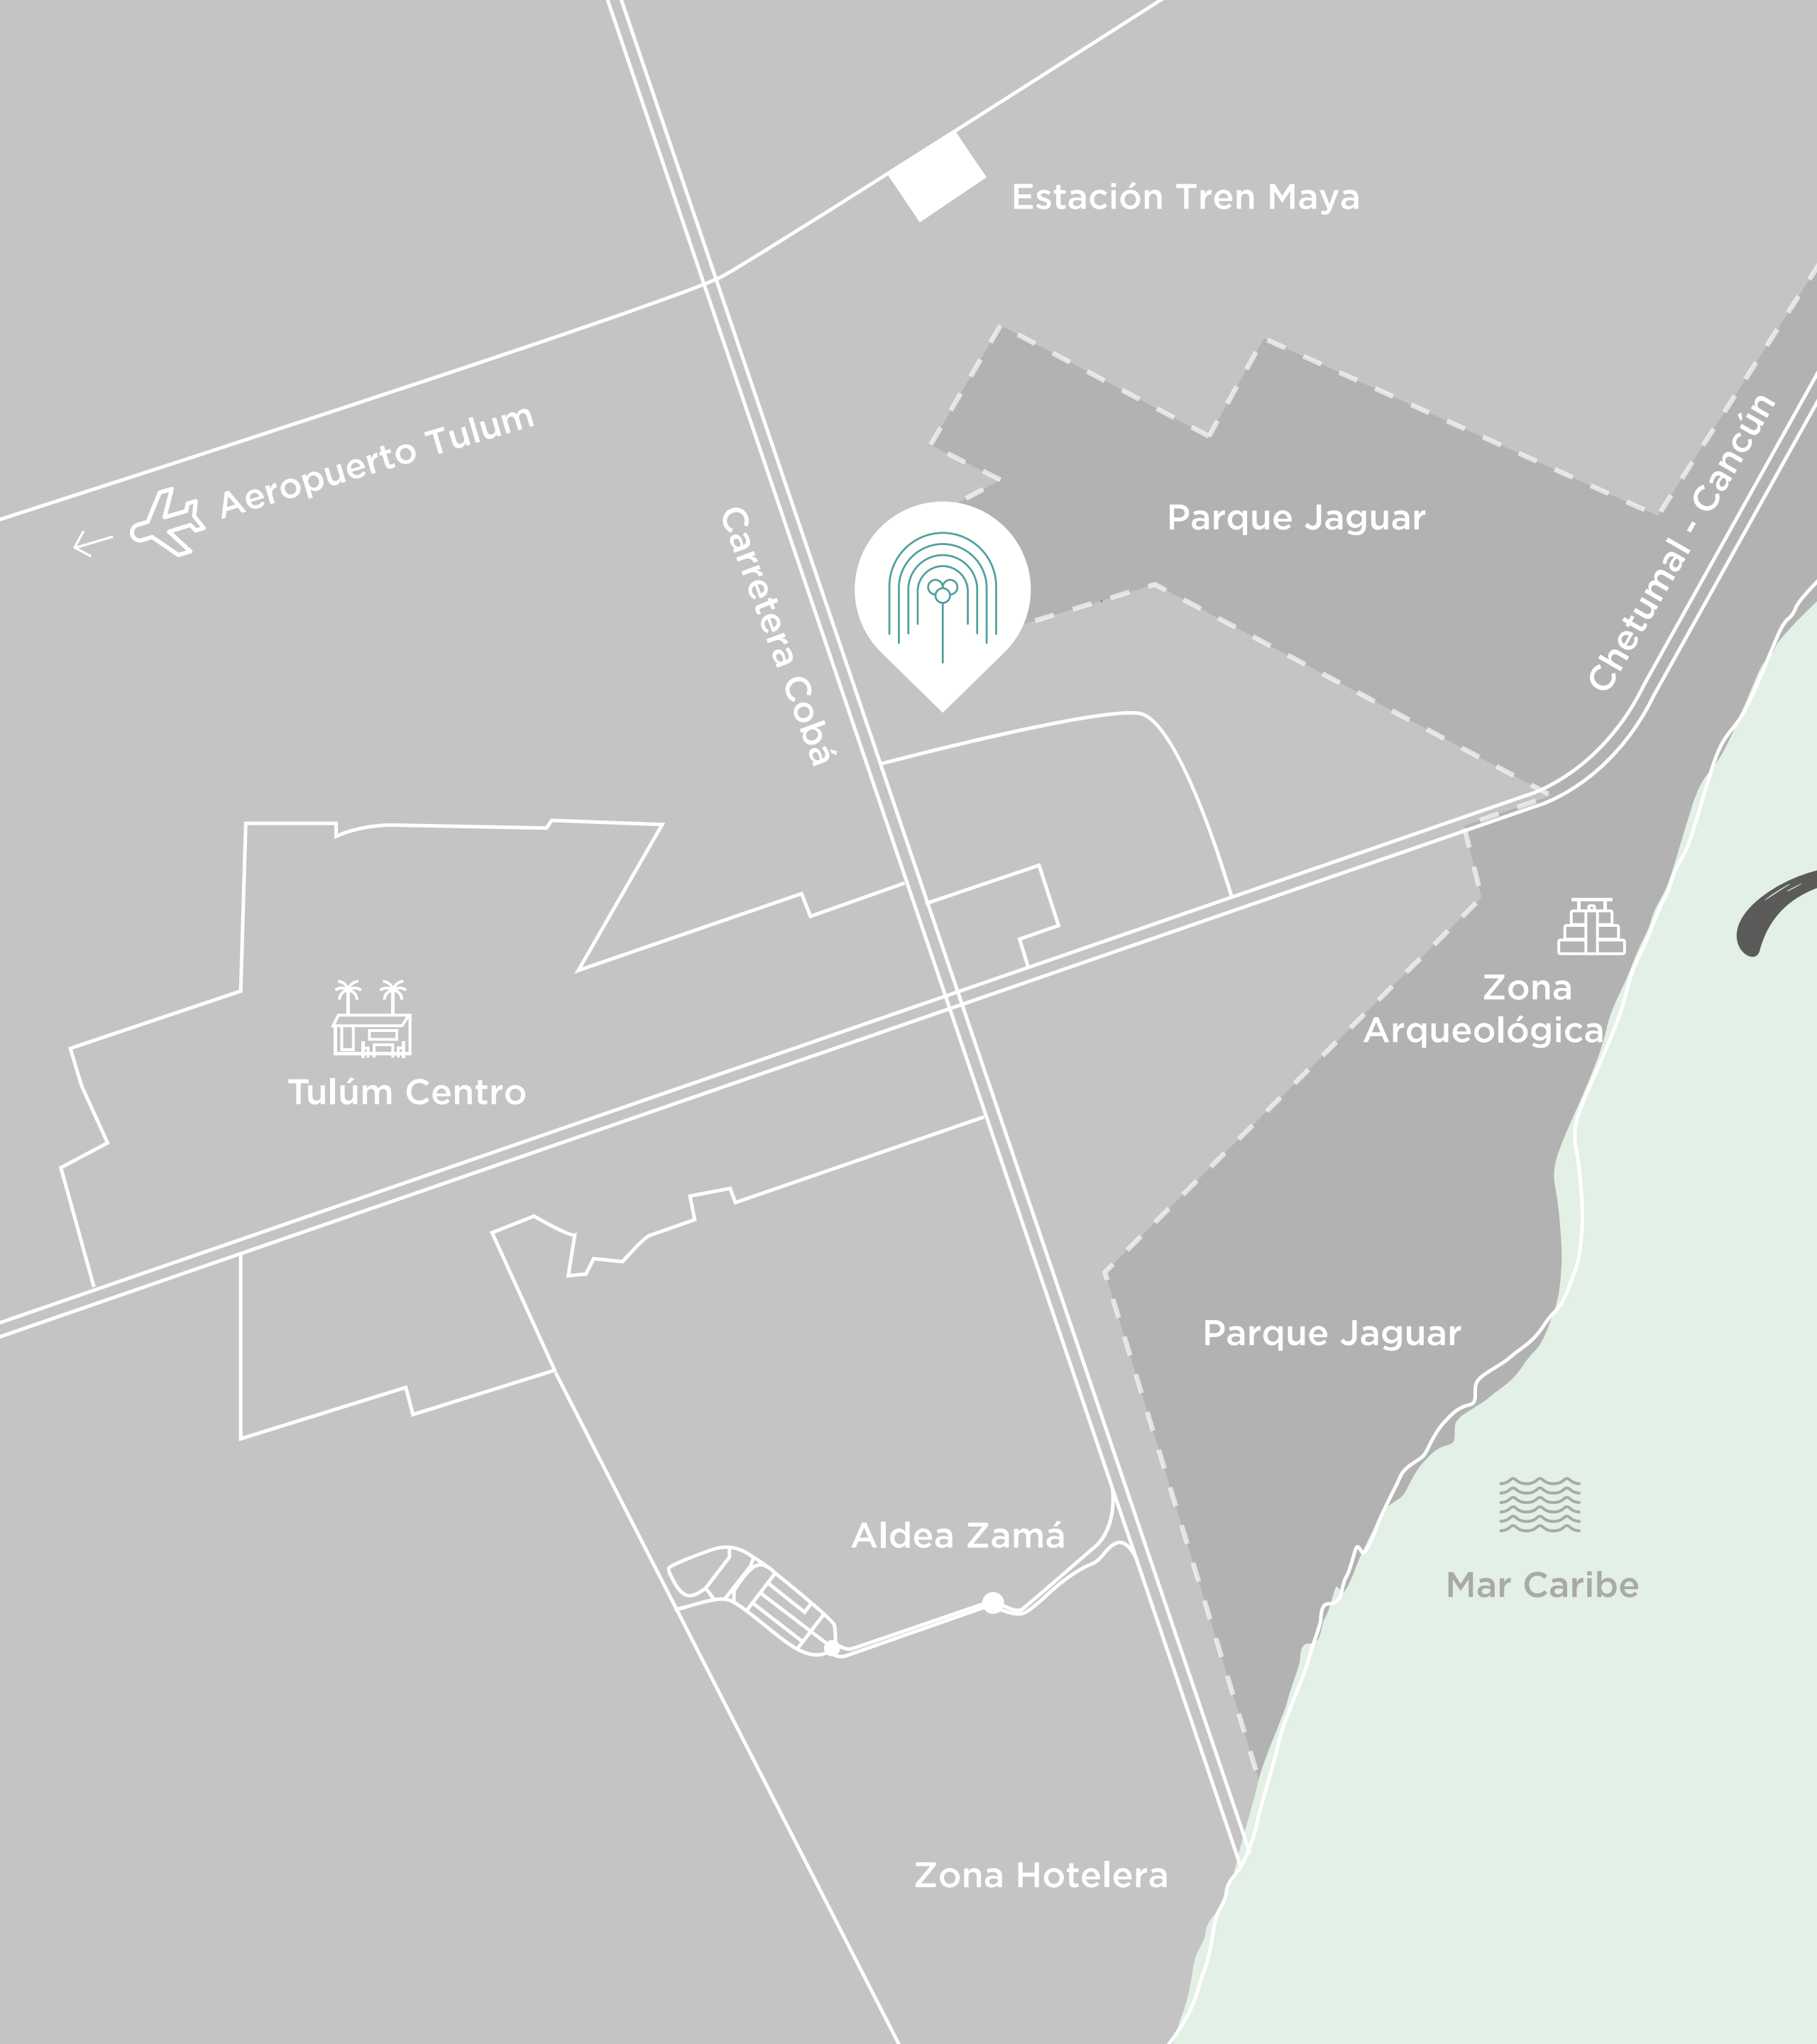 Estación Tren Maya
Aeropuerto Tulum
Parque Jaguar
Chetumal - Cancún
Carretera Cobá
Zona
Arqueológica
Tulúm Centro
Parque Jaguar
Aldea Zamá
Mar Caribe
Zona Hotelera